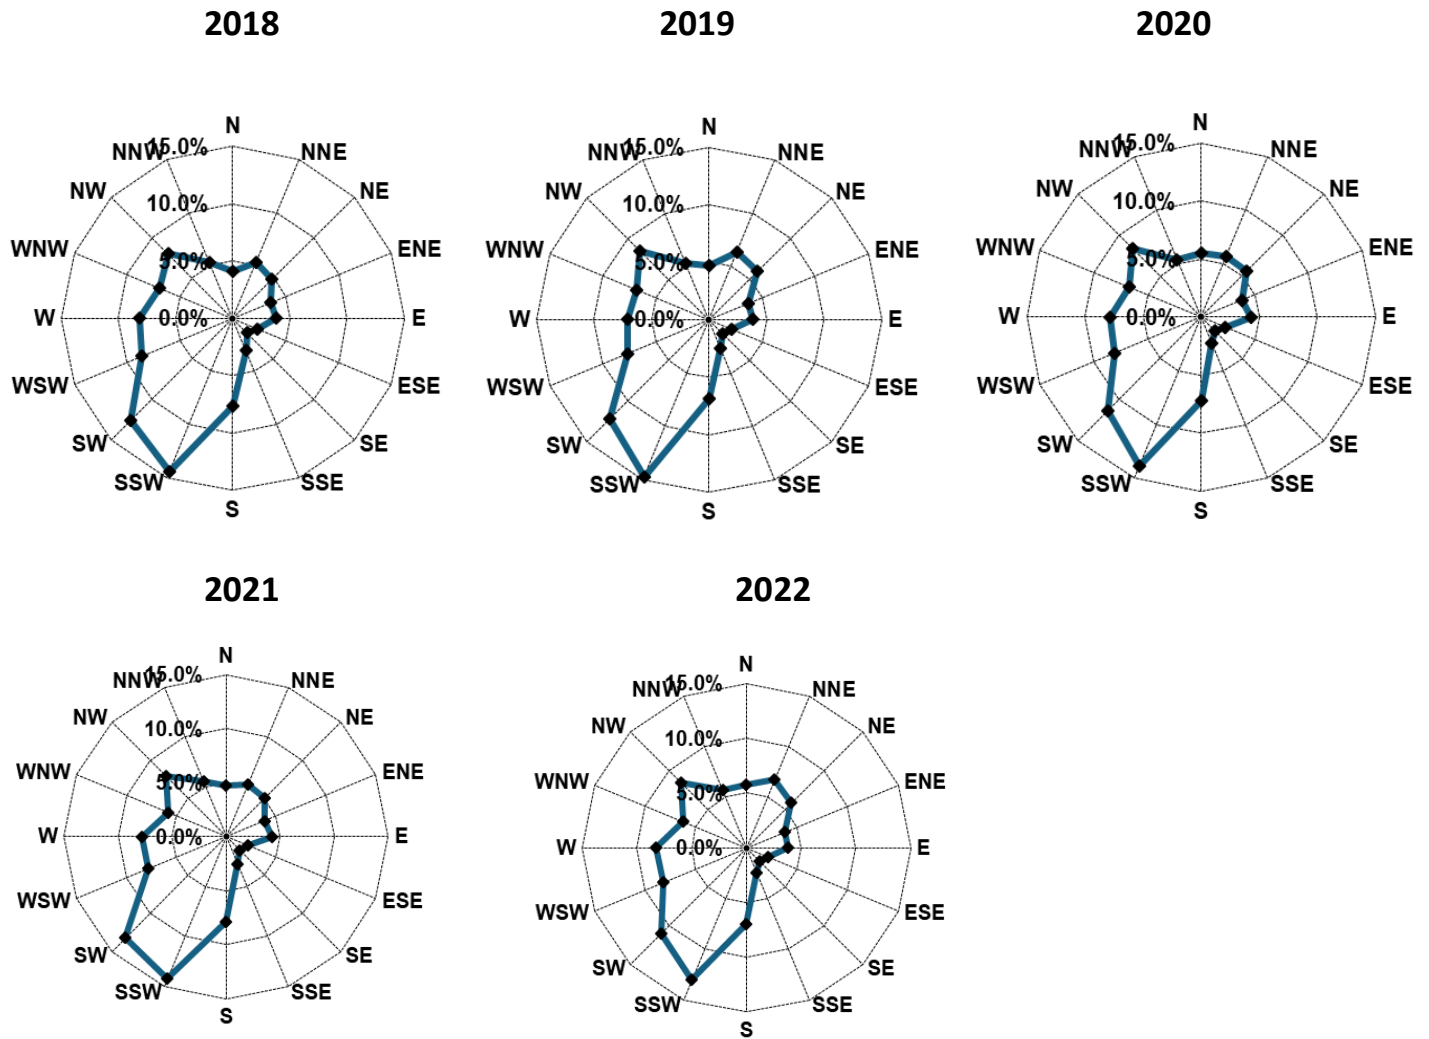 2018 2019 2020
N N N
NNW 15.0% NNE NNW 15.0% NNE NNW 15.0% NNE
NW NE NW NE NW NE
10.0% 10.0% 10.0%
WNW ENE WNW ENE WNW ENE
5.0% 5.0% 5.0%
W 0.0% E W 0.0% E W 0.0% E
WSW ESE WSW ESE WSW ESE
SW SE SW SE SW SE
SSW SSE SSW SSE SSW SSE
S S S
2021 2022
N N
NNW 15.0% NNE NNW 15.0% NNE
NW NE NW NE
10.0% 10.0%
WNW ENE WNW ENE
5.0% 5.0%
W 0.0% E W 0.0% E
WSW ESE WSW ESE
SW SE SW SE
SSW SSE SSW SSE
S S